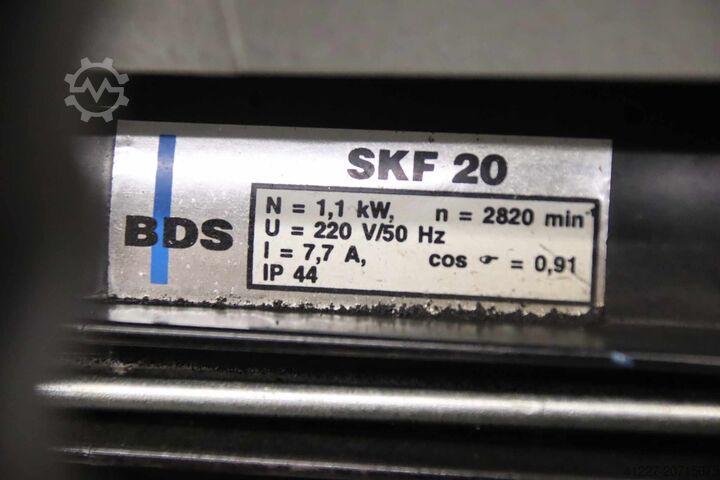 SKF 20
BDS
N = 1,1 kW, n = 2820 min⁻¹
U = 220 V/50 Hz
I = 7,7 A, cos φ = 0,91
IP 44